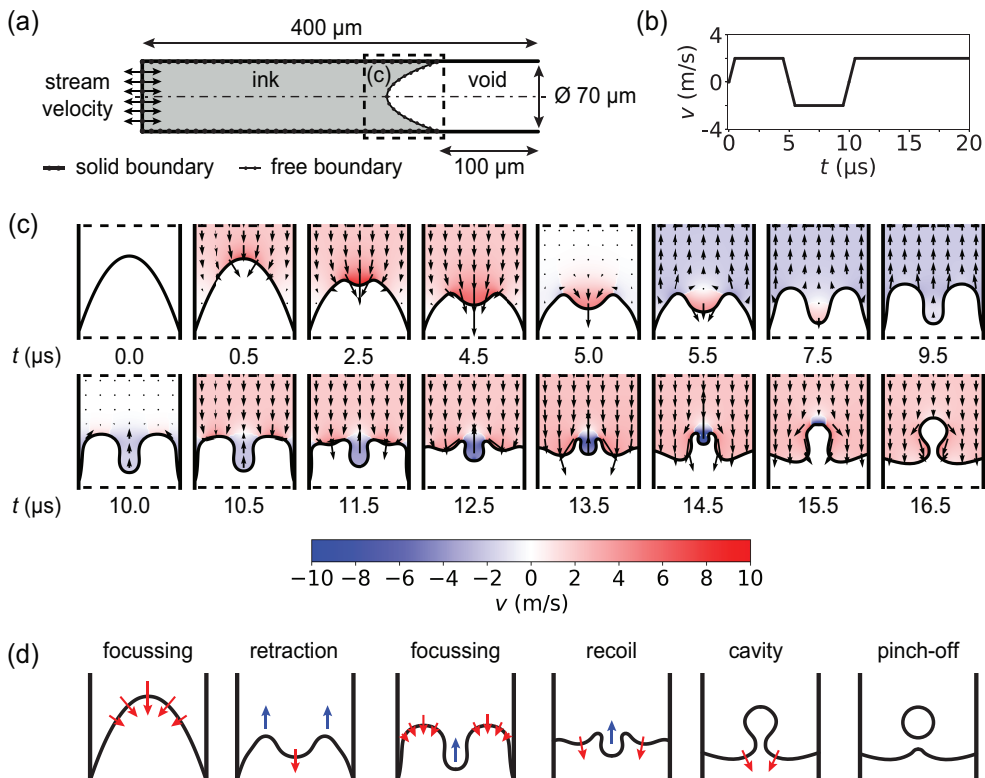 (a)
400 µm
stream
velocity
ink
(c)
void
Ø 70 µm
100 µm
solid boundary
free boundary
(b)
v (m/s)
4
0
-4
0 5 10 15 20
t (µs)
(c)
t (µs) 0.0 0.5 2.5 4.5 5.0 5.5 7.5 9.5
t (µs) 10.0 10.5 11.5 12.5 13.5 14.5 15.5 16.5
−10 −8 −6 −4 −2 0 2 4 6 8 10
v (m/s)
(d)
focussing retraction focussing recoil cavity pinch-off